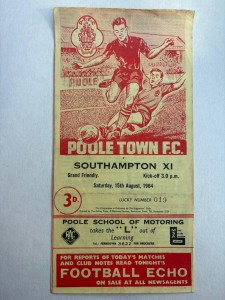 POOLE
POOLE TOWN F.C.
SOUTHAMPTON XI
Grand Friendly. Kick-off 3.0 p.m.
Saturday, 15th August, 1964
3D.
LUCKY NUMBER 019
POOLE SCHOOL OF MOTORING
takes the "L" out of
Learning
FOR REPORTS OF TODAY'S MATCHES
AND CLUB NOTES READ TONIGHT'S
FOOTBALL ECHO
ON SALE AT ALL NEWSAGENTS